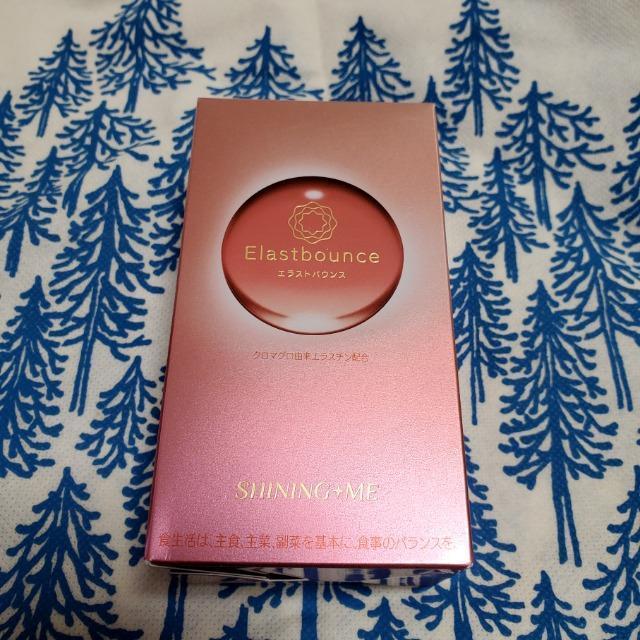 Elastbounce
エラストバウンス
クロマグロ由来エラスチン配合
SHINING+ME
食生活は、主食、主菜、副菜を基本に、食事のバランスを。